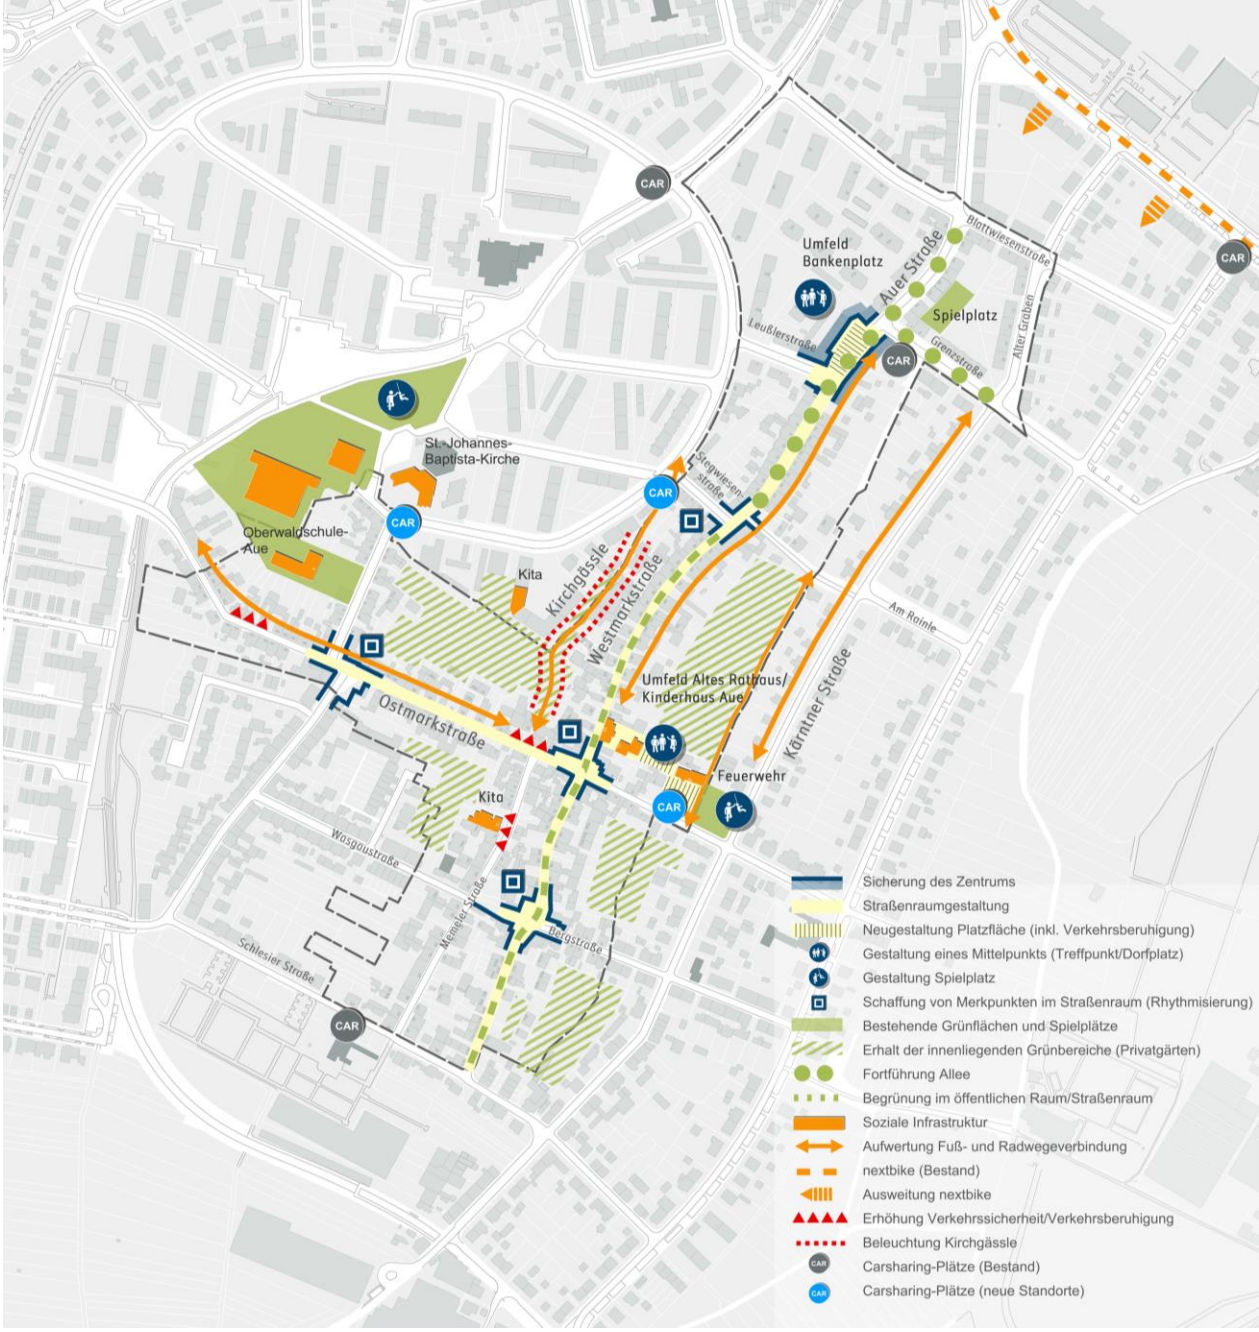 CAR
Blattwiesenstraße
Umfeld
Bankenplatz
Auer Straße
CAR
Spielplatz
Alter Graben
Leußlerstraße
Grenzstraße
CAR
St.-Johannes-
Baptista-Kirche
Stegwiesen-
straße
CAR
CAR
Oberwaldschule-
Aue
Kita
Kirchgässle
Westmarkstraße
Am Rainle
Umfeld Altes Rathaus/
Kinderhaus Aue
Kärntner Straße
Ostmarkstraße
Feuerwehr
Kita
CAR
Wasgaustraße
Memeler Straße
Bergstraße
Schlesier Straße
CAR
Sicherung des Zentrums
Straßenraumgestaltung
Neugestaltung Platzfläche (inkl. Verkehrsberuhigung)
Gestaltung eines Mittelpunkts (Treffpunkt/Dorfplatz)
Gestaltung Spielplatz
Schaffung von Merkpunkten im Straßenraum (Rhythmisierung)
Bestehende Grünflächen und Spielplätze
Erhalt der innenliegenden Grünbereiche (Privatgärten)
Fortführung Allee
Begrünung im öffentlichen Raum/Straßenraum
Soziale Infrastruktur
Aufwertung Fuß- und Radwegeverbindung
nextbike (Bestand)
Ausweitung nextbike
Erhöhung Verkehrssicherheit/Verkehrsberuhigung
Beleuchtung Kirchgässle
CAR Carsharing-Plätze (Bestand)
CAR Carsharing-Plätze (neue Standorte)